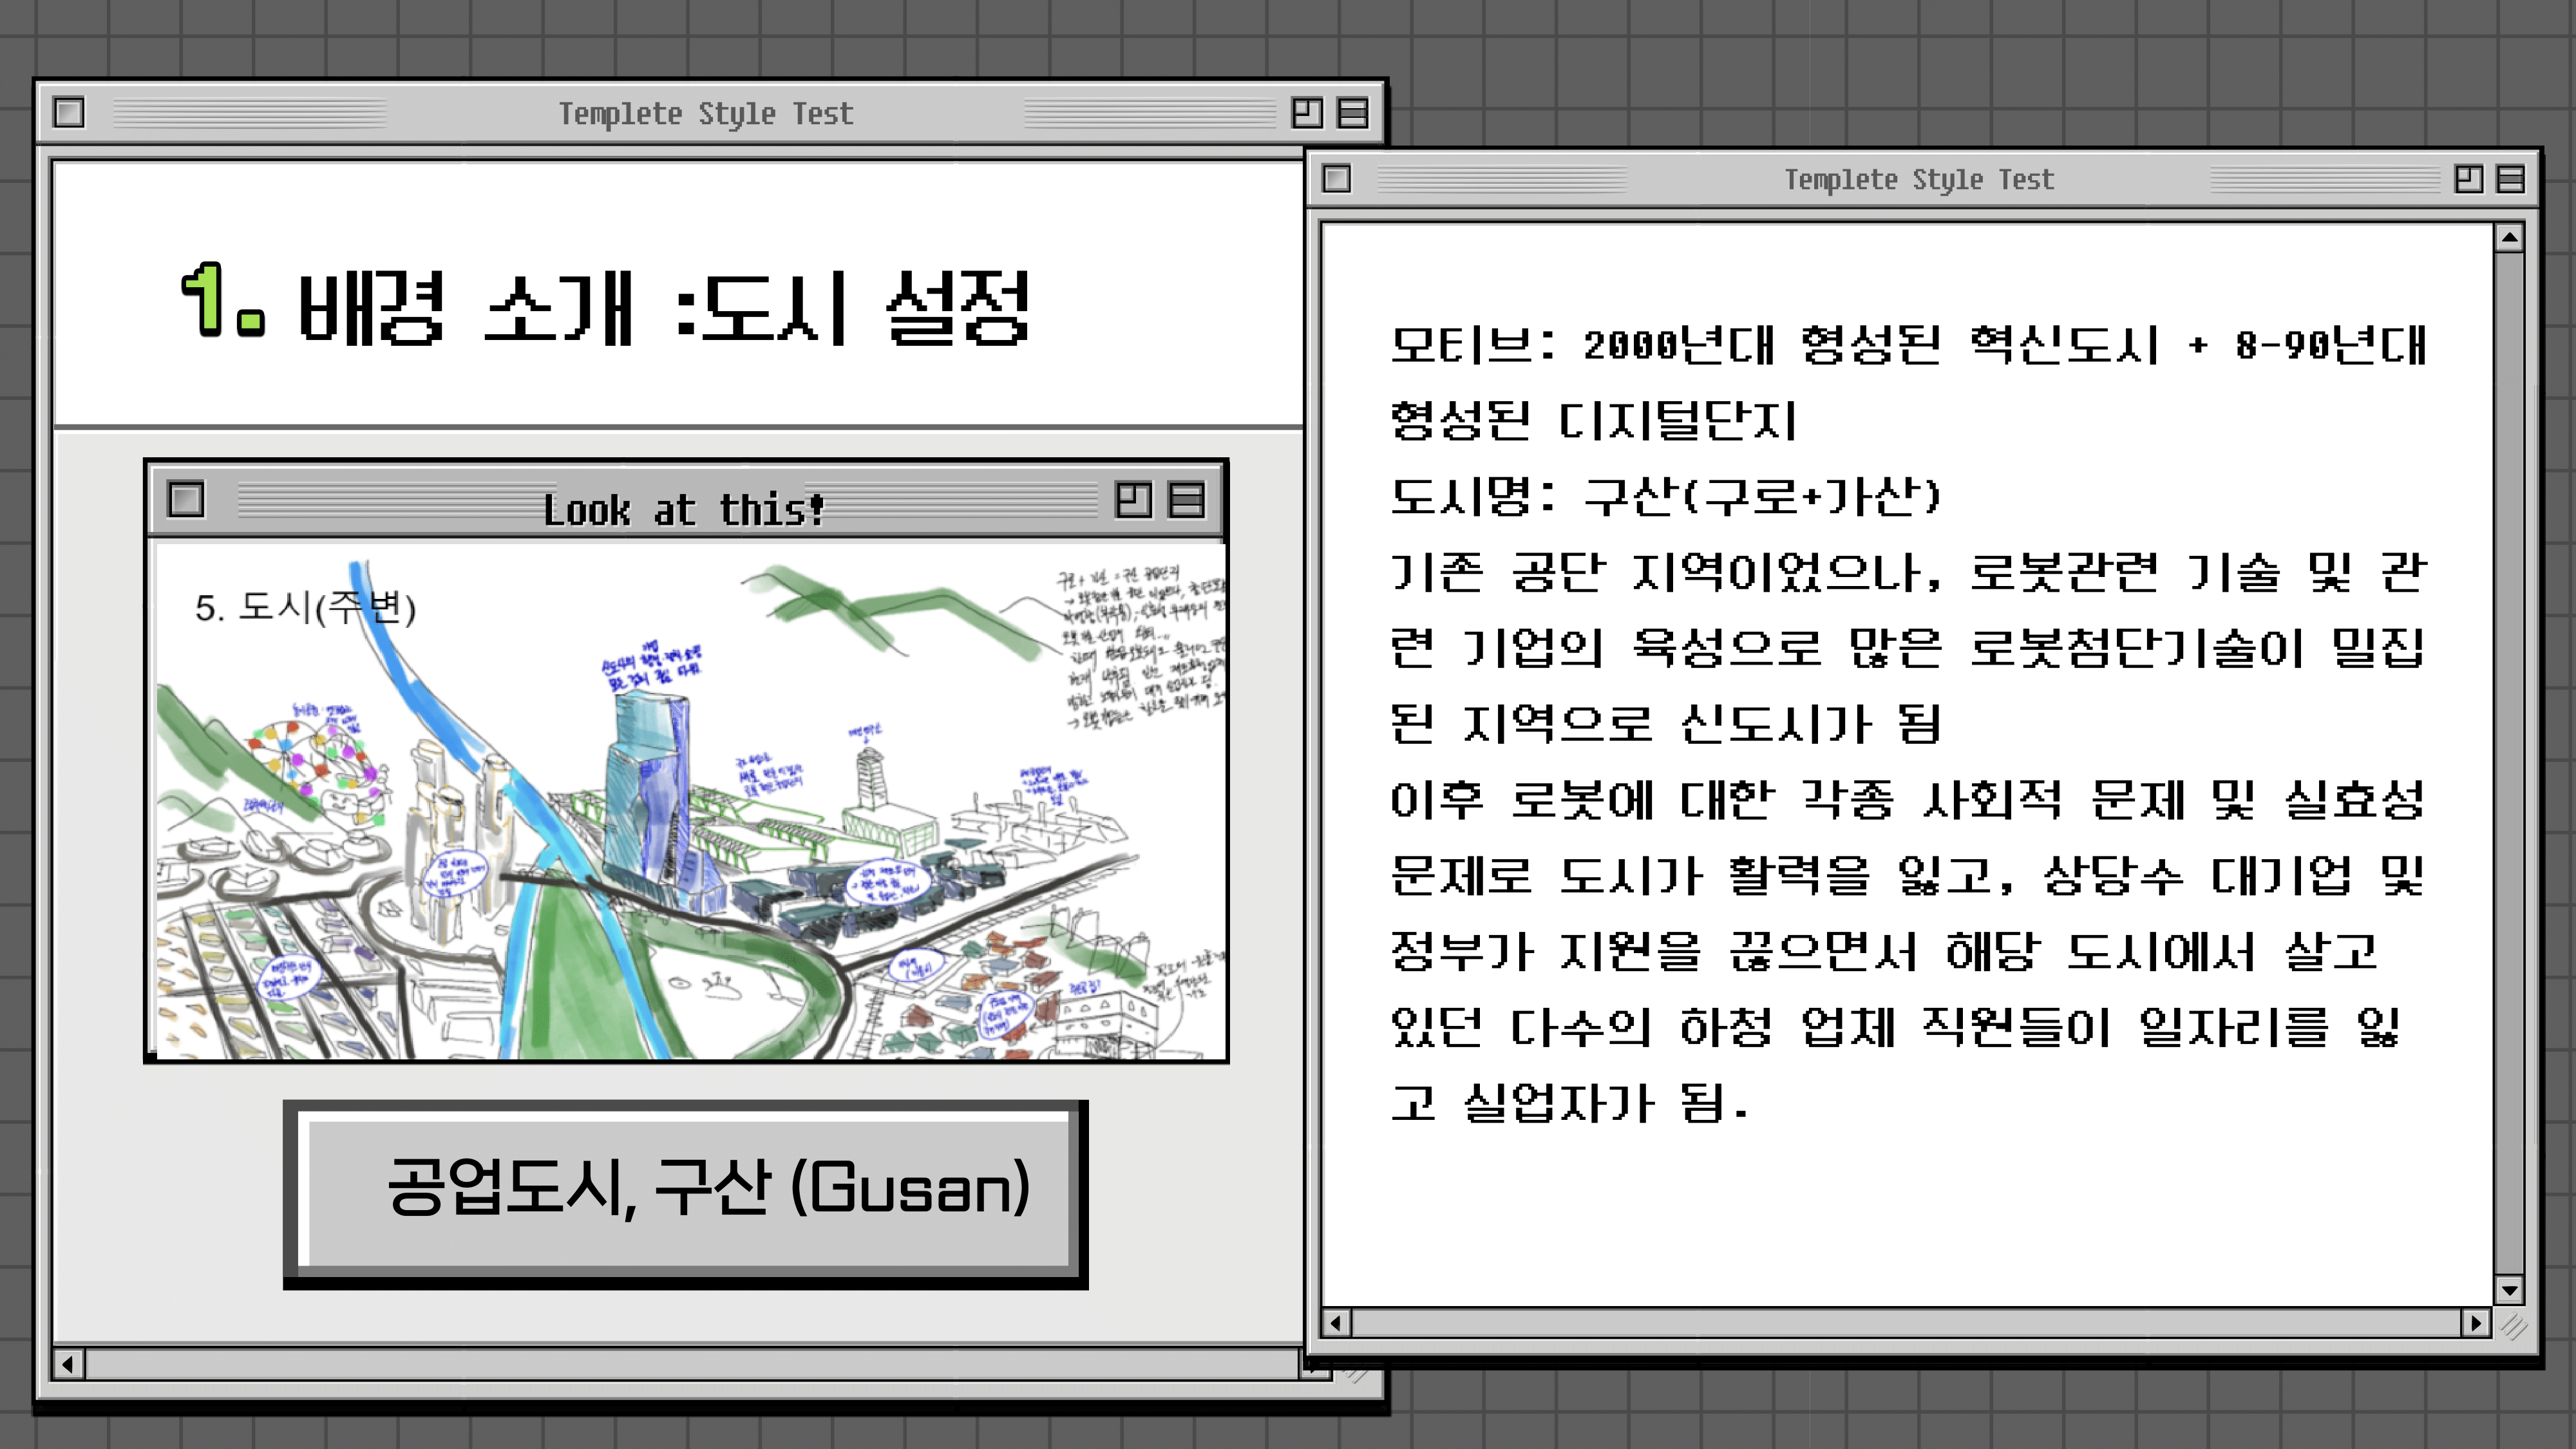 Templete Style Test
1. 배경 소개 :도시 설정
Look at this!
5. 도시(주변)
공업도시, 구산 (Gusan)
Templete Style Test
모티브: 2000년대 형성된 혁신도시 + 8-90년대
형성된 디지털단지
도시명: 구산(구로+가산)
기존 공단 지역이었으나, 로봇관련 기술 및 관
련 기업의 육성으로 많은 로봇첨단기술이 밀집
된 지역으로 신도시가 됨
이후 로봇에 대한 각종 사회적 문제 및 실효성
문제로 도시가 활력을 잃고, 상당수 대기업 및
정부가 지원을 끊으면서 해당 도시에서 살고
있던 다수의 하청 업체 직원들이 일자리를 잃
고 실업자가 됨.